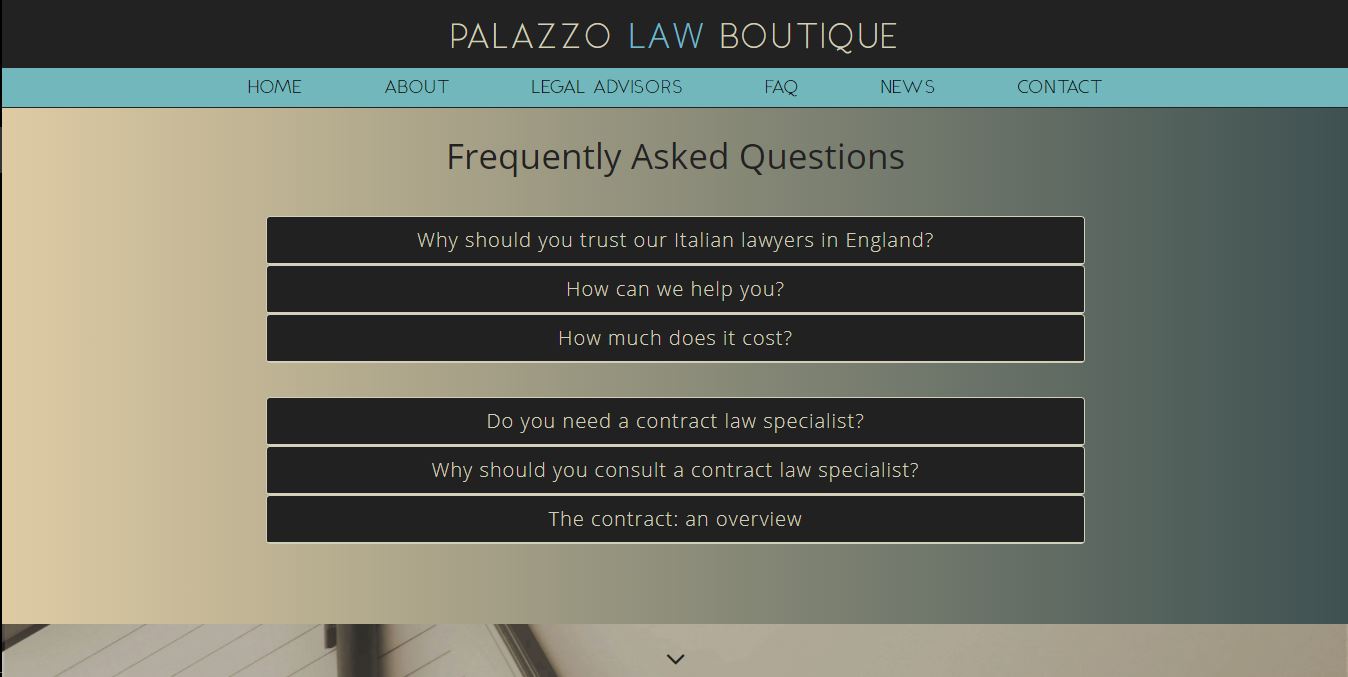 PALAZZO LAW BOUTIQUE
HOME ABOUT LEGAL ADVISORS FAQ NEWS CONTACT
Frequently Asked Questions
Why should you trust our Italian lawyers in England?
How can we help you?
How much does it cost?
Do you need a contract law specialist?
Why should you consult a contract law specialist?
The contract: an overview